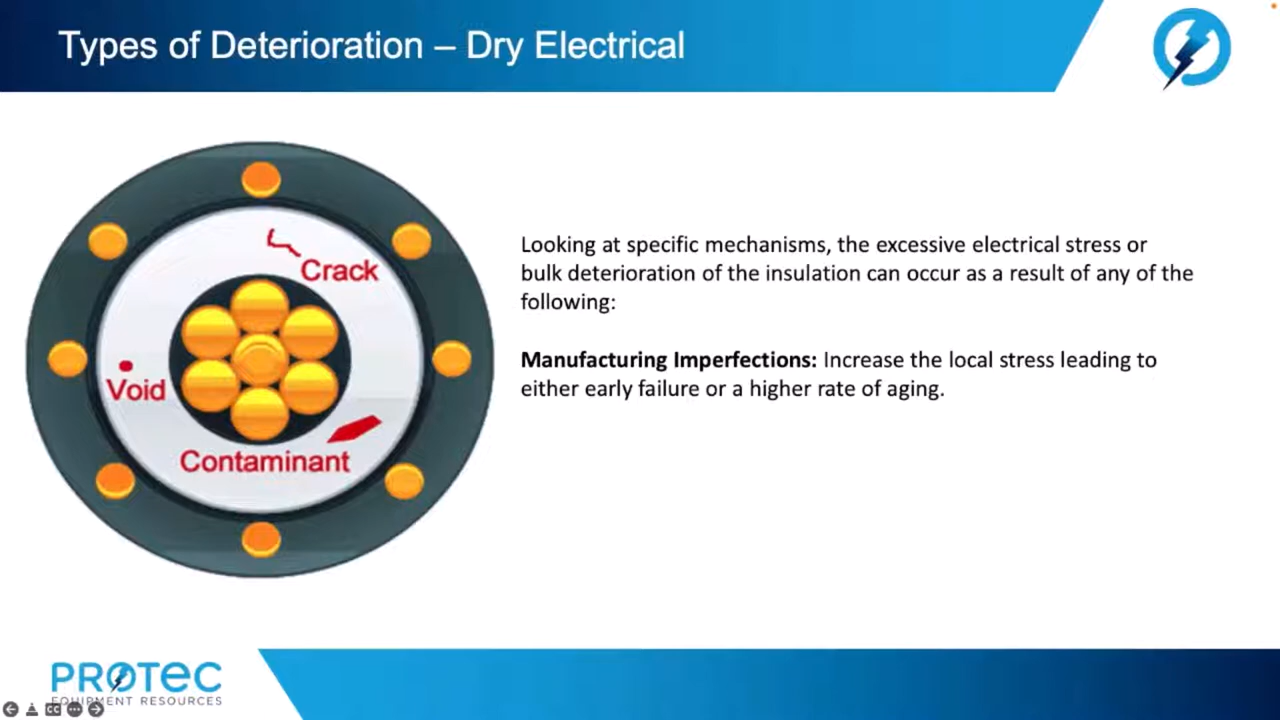 Types of Deterioration – Dry Electrical
Crack
Void
Contaminant
Looking at specific mechanisms, the excessive electrical stress or
bulk deterioration of the insulation can occur as a result of any of the
following:
Manufacturing Imperfections: Increase the local stress leading to
either early failure or a higher rate of aging.
PROTEC
EQUIPMENT RESOURCES
CC